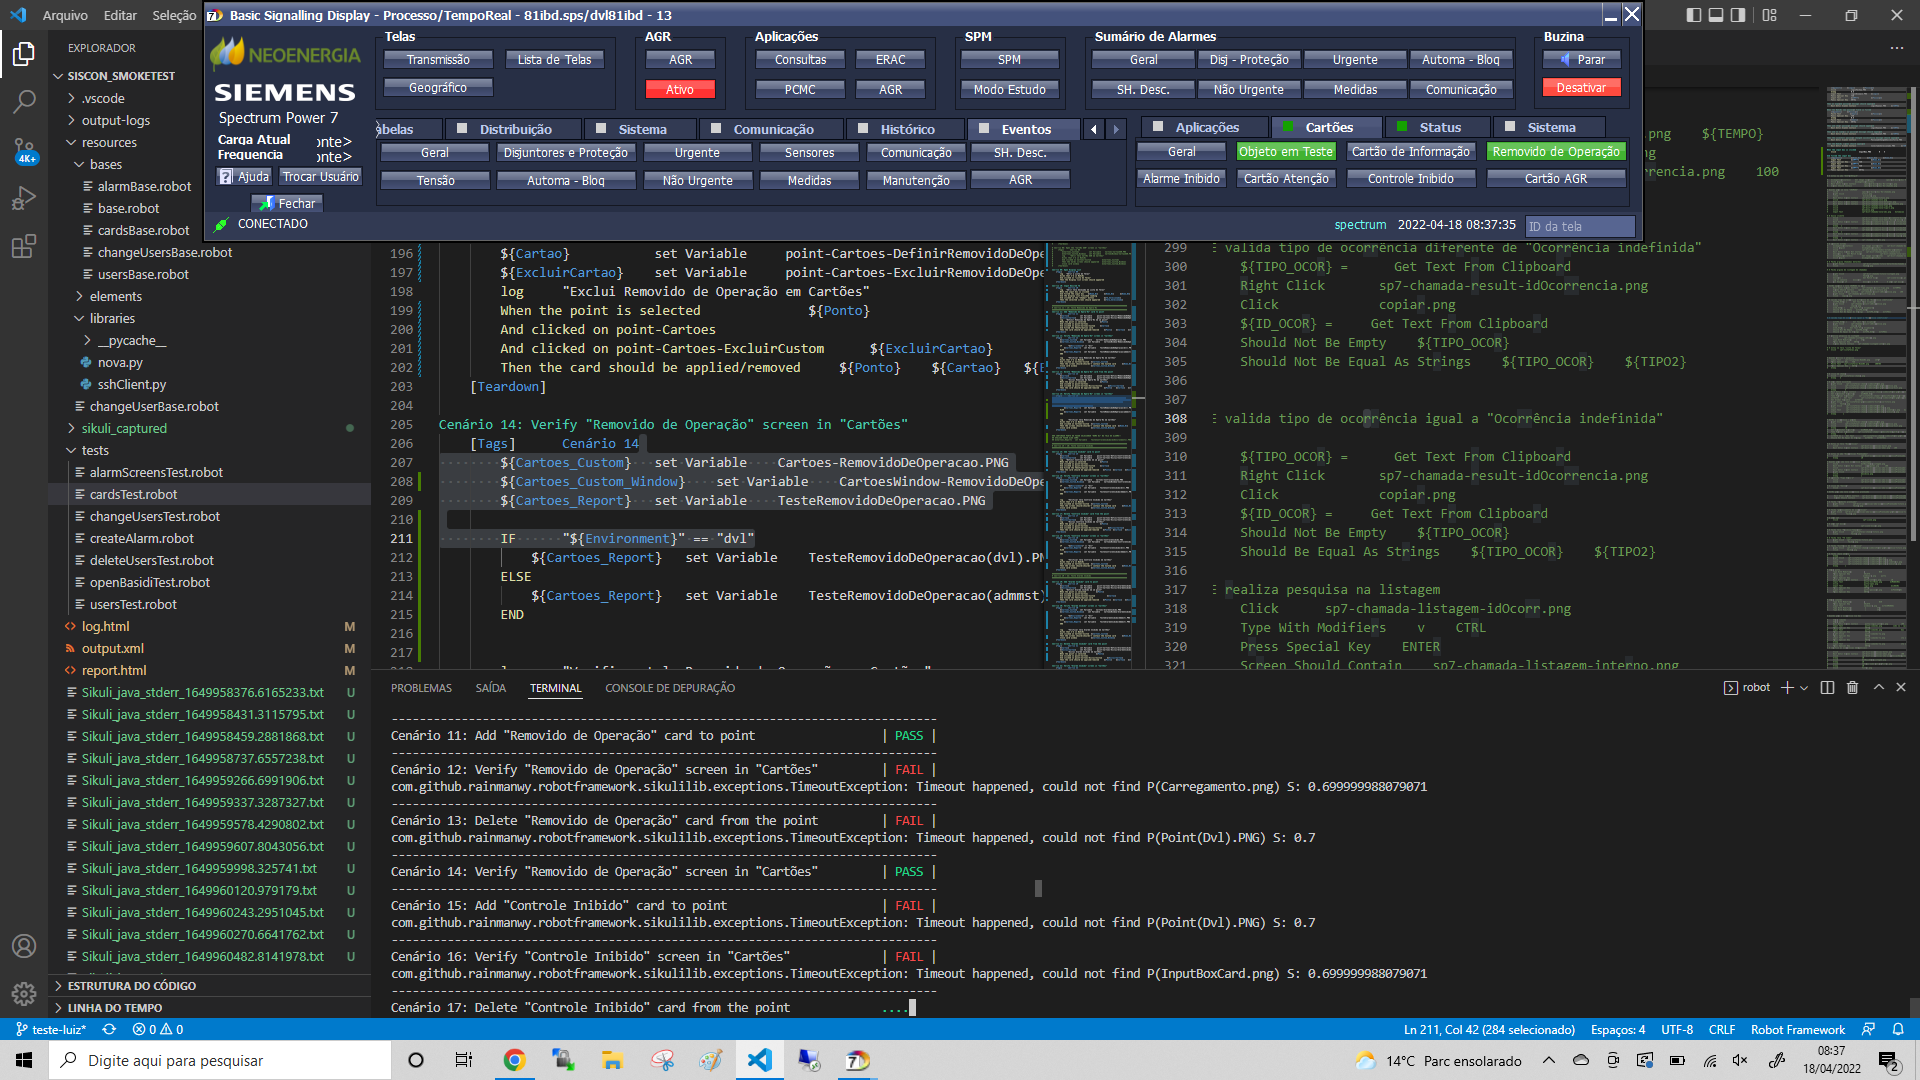 Arquivo Editar Seleção
Basic Signalling Display - Processo/TempoReal - 81ibd.sps/dvl81ibd - 13
NEOENERGIA
SIEMENS
Spectrum Power 7
Carga Atual onte>
Frequencia onte>
Ajuda Trocar Usuário
Fechar
CONECTADO
Telas
Transmissão Lista de Telas
Geográfico
AGR
AGR
Ativo
Aplicações
Consultas ERAC
PCMC AGR
SPM
SPM
Modo Estudo
Sumário de Alarmes
Geral Disj - Proteção Urgente Automa - Bloq
SH. Desc. Não Urgente Medidas Comunicação
Buzina
Parar
Desativar
abelas Distribuição Sistema Comunicação Histórico Eventos
Geral Disjuntores e Proteção Urgente Sensores Comunicação SH. Desc.
Tensão Automa - Bloq Não Urgente Medidas Manutenção AGR
Aplicações Cartões Status Sistema
Geral Objeto em Teste Cartão de Informação Removido de Operação
Alarme Inibido Cartão Atenção Controle Inibido Cartão AGR
spectrum 2022-04-18 08:37:35 ID da tela
EXPLORADOR
SISCON_SMOKETEST
.vscode
output-logs
resources
bases
alarmBase.robot
base.robot
cardsBase.robot
changeUsersBase.robot
usersBase.robot
elements
libraries
__pycache__
nova.py
sshClient.py
changeUserBase.robot
sikuli_captured
tests
alarmScreensTest.robot
cardsTest.robot
changeUsersTest.robot
createAlarm.robot
deleteUsersTest.robot
openBasidiTest.robot
usersTest.robot
log.html M
output.xml M
report.html M
Sikuli_java_stderr_1649958376.6165233.txt U
Sikuli_java_stderr_1649958431.3115795.txt U
Sikuli_java_stderr_1649958459.2881868.txt U
Sikuli_java_stderr_1649958737.6557238.txt U
Sikuli_java_stderr_1649959266.6991906.txt U
Sikuli_java_stderr_1649959337.3287327.txt U
Sikuli_java_stderr_1649959578.4290802.txt U
Sikuli_java_stderr_1649959607.8043056.txt U
Sikuli_java_stderr_1649959998.325741.txt U
Sikuli_java_stderr_1649960120.979179.txt U
Sikuli_java_stderr_1649960243.2951045.txt U
Sikuli_java_stderr_1649960270.6641762.txt U
Sikuli_java_stderr_1649960482.8141978.txt U
ESTRUTURA DO CÓDIGO
LINHA DO TEMPO
4K+
196 ${Cartao} set Variable point-Cartoes-DefinirRemovidoDeOpe
197 ${ExcluirCartao} set Variable point-Cartoes-ExcluirRemovidoDeOpe
198 log "Exclui Removido de Operação em Cartões"
199 When the point is selected ${Ponto}
200 And clicked on point-Cartoes
201 And clicked on point-Cartoes-ExcluirCustom ${ExcluirCartao}
202 Then the card should be applied/removed ${Ponto} ${Cartao} ${E
203 [Teardown]
204
205 Cenário 14: Verify "Removido de Operação" screen in "Cartões"
206 [Tags] Cenário 14
207 ${Cartoes_Custom} set Variable Cartoes-RemovidoDeOperacao.PNG
208 ${Cartoes_Custom_Window} set Variable CartoesWindow-RemovidoDeOpe
209 ${Cartoes_Report} set Variable TesteRemovidoDeOperacao.PNG
210
211 IF "${Environment}" == "dvl"
212 ${Cartoes_Report} set Variable TesteRemovidoDeOperacao(dvl).PN
213 ELSE
214 ${Cartoes_Report} set Variable TesteRemovidoDeOperacao(admmst)
215 END
216
217
ng.png ${TEMPO}
ng
orrencia.png 100
299 valida tipo de ocorrência diferente de "Ocorrência indefinida"
300 ${TIPO_OCOR} = Get Text From Clipboard
301 Right Click sp7-chamada-result-idOcorrencia.png
302 Click copiar.png
303 ${ID_OCOR} = Get Text From Clipboard
304 Should Not Be Empty ${TIPO_OCOR}
305 Should Not Be Equal As Strings ${TIPO_OCOR} ${TIPO2}
306
307
308 valida tipo de ocorrência igual a "Ocorrência indefinida"
309
310 ${TIPO_OCOR} = Get Text From Clipboard
311 Right Click sp7-chamada-result-idOcorrencia.png
312 Click copiar.png
313 ${ID_OCOR} = Get Text From Clipboard
314 Should Not Be Empty ${TIPO_OCOR}
315 Should Be Equal As Strings ${TIPO_OCOR} ${TIPO2}
316
317 realiza pesquisa na listagem
318 Click sp7-chamada-listagem-idOcorr.png
319 Type With Modifiers v CTRL
320 Press Special Key ENTER
321 Screen Should Contain sp7-chamada-listagem-interno.png
PROBLEMAS SAÍDA TERMINAL CONSOLE DE DEPURAÇÃO
robot
Cenário 11: Add "Removido de Operação" card to point | PASS |
Cenário 12: Verify "Removido de Operação" screen in "Cartões" | FAIL |
com.github.rainmanwy.robotframework.sikulilib.exceptions.TimeoutException: Timeout happened, could not find P(Carregamento.png) S: 0.699999988079071
Cenário 13: Delete "Removido de Operação" card from the point | FAIL |
com.github.rainmanwy.robotframework.sikulilib.exceptions.TimeoutException: Timeout happened, could not find P(Point(Dvl).PNG) S: 0.7
Cenário 14: Verify "Removido de Operação" screen in "Cartões" | PASS |
Cenário 15: Add "Controle Inibido" card to point | FAIL |
com.github.rainmanwy.robotframework.sikulilib.exceptions.TimeoutException: Timeout happened, could not find P(Point(Dvl).PNG) S: 0.7
Cenário 16: Verify "Controle Inibido" screen in "Cartões" | FAIL |
com.github.rainmanwy.robotframework.sikulilib.exceptions.TimeoutException: Timeout happened, could not find P(InputBoxCard.png) S: 0.699999988079071
Cenário 17: Delete "Controle Inibido" card from the point ....
teste-luiz* 0 0
Ln 211, Col 42 (284 selecionado) Espaços: 4 UTF-8 CRLF Robot Framework
Digite aqui para pesquisar
14°C Parc ensolarado
08:37
18/04/2022
2